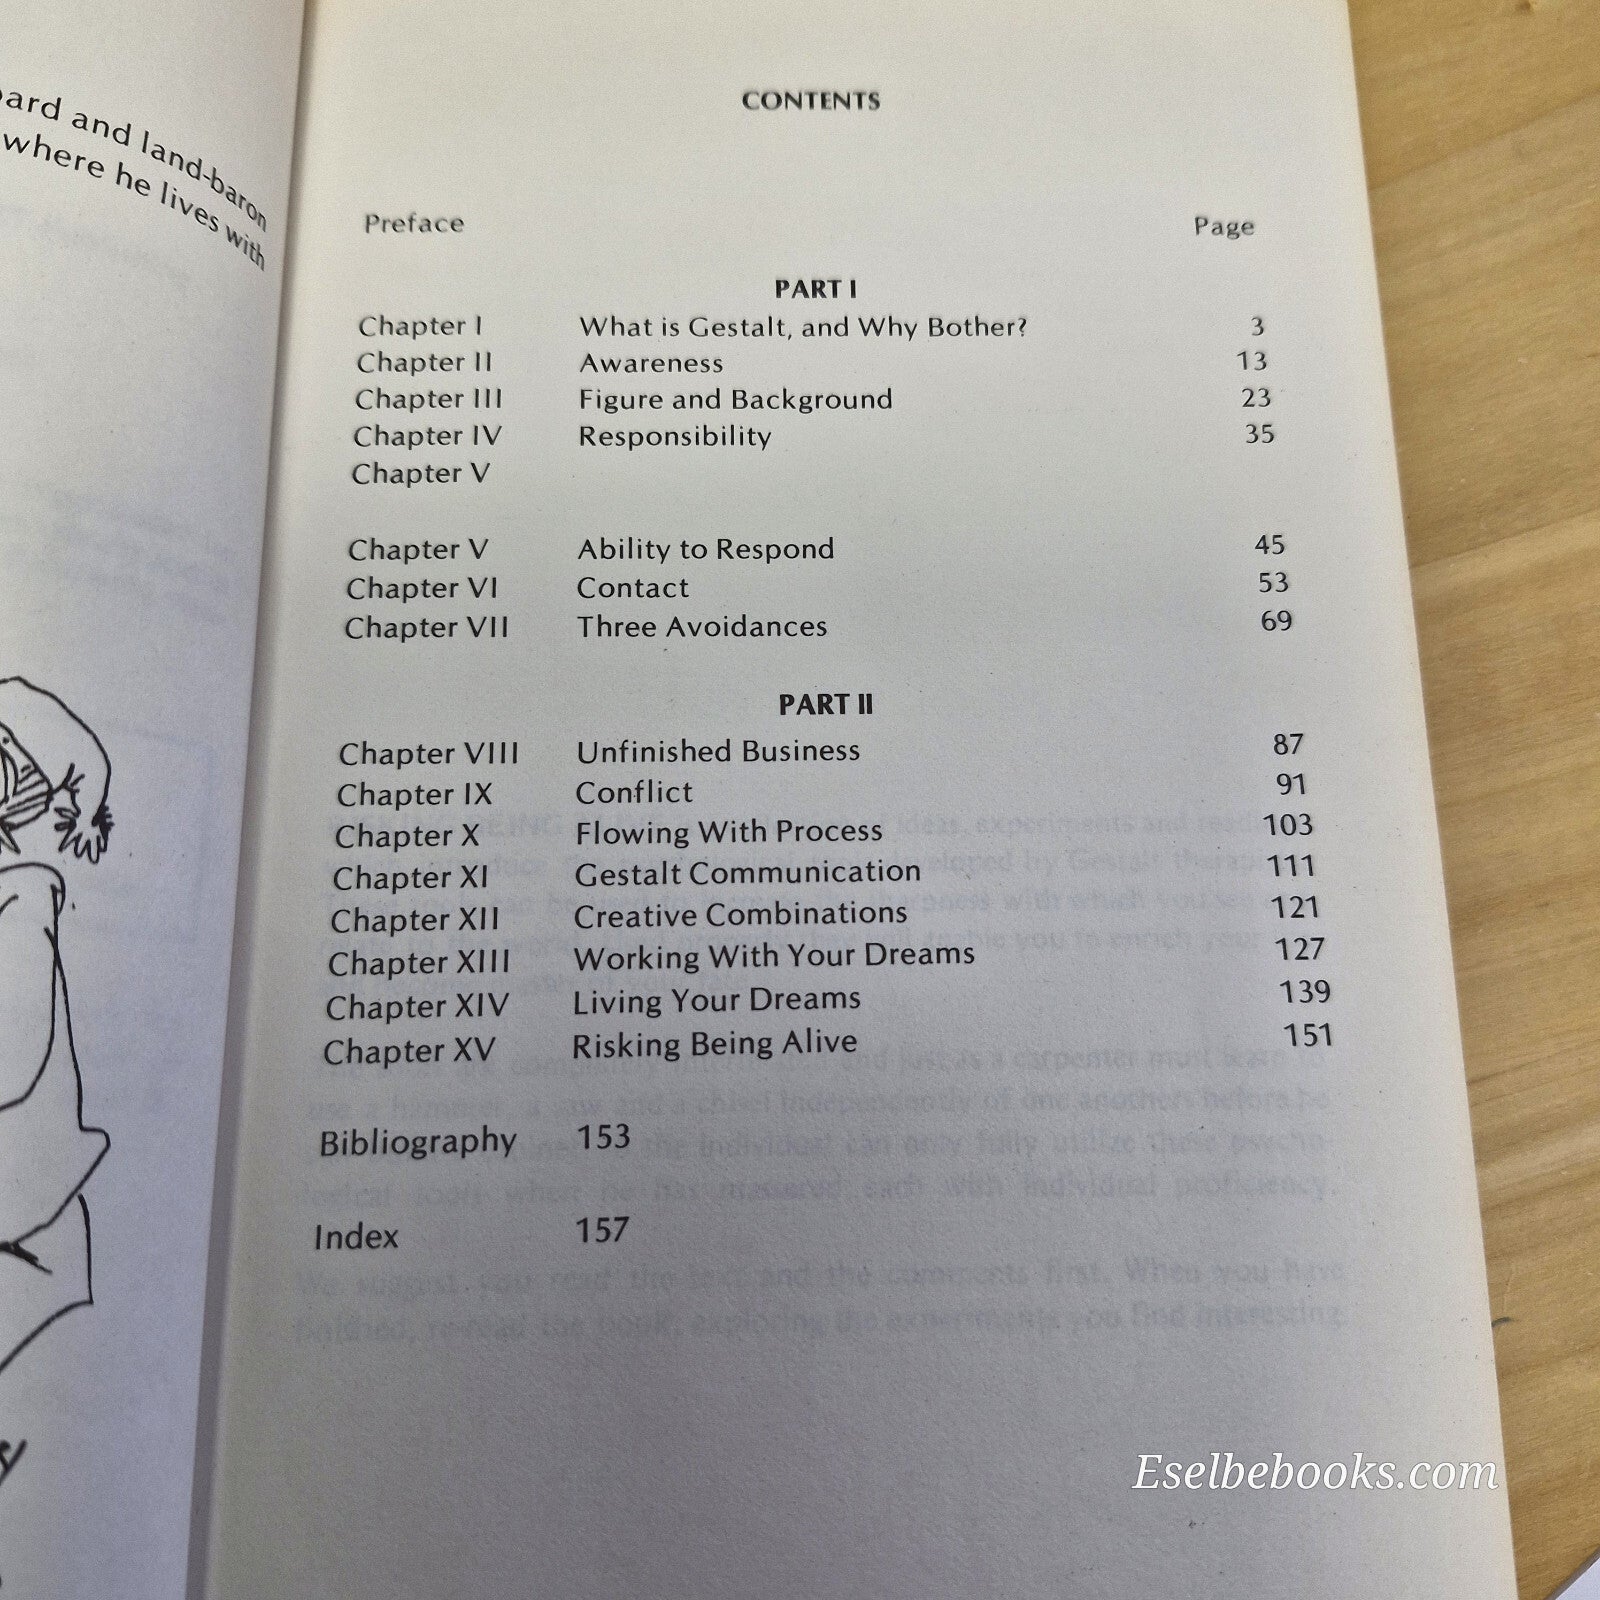 ard and land-baron
where he lives with
CONTENTS
Preface Page
PART I
Chapter I What is Gestalt, and Why Bother? 3
Chapter II Awareness 13
Chapter III Figure and Background 23
Chapter IV Responsibility 35
Chapter V
Chapter V Ability to Respond 45
Chapter VI Contact 53
Chapter VII Three Avoidances 69
PART II
Chapter VIII Unfinished Business 87
Chapter IX Conflict 91
Chapter X Flowing With Process 103
Chapter XI Gestalt Communication 111
Chapter XII Creative Combinations 121
Chapter XIII Working With Your Dreams 127
Chapter XIV Living Your Dreams 139
Chapter XV Risking Being Alive 151
Bibliography 153
Index 157
Eselbebooks.com